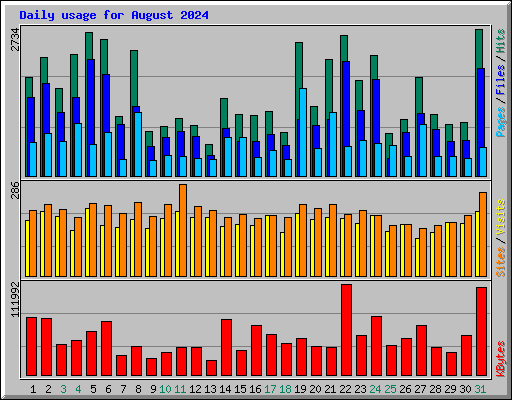 Daily usage for August 2024
2734
Pages / Files / Hits
286
Sites / Visits
111992
KBytes
1 2 3 4 5 6 7 8 9 10 11 12 13 14 15 16 17 18 19 20 21 22 23 24 25 26 27 28 29 30 31